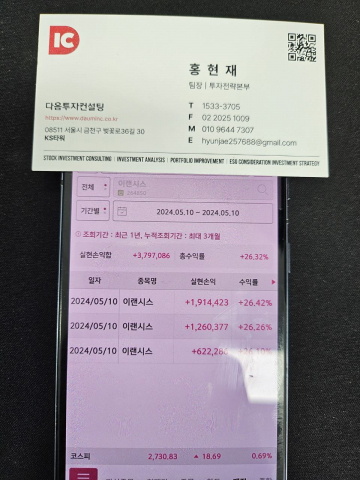 IC
홍 현 재
팀장 | 투자전략본부
다음투자컨설팅
https://www.dauminc.co.kr
08511 서울시 금천구 벚꽃로36길 30
KS타워
T 1533-3705
F 02 2025 1009
M 010 9644 7307
E hyunjae257688@gmail.com
STOCK INVESTMENT CONSULTING | INVESTMENT ANALYSIS | PORTFOLIO IMPROVEMENT | ESG CONSIDERATION INVESTMENT STRATEGY
전체 이랜시스
264850
기간별 2024.05.10 ~ 2024.05.10
조회기간 : 최근 1년, 누적조회기간 : 최대 3개월
실현손익합 +3,797,086 총수익률 +26.32%
일자 종목명 실현손익 수익률
2024/05/10 이랜시스 +1,914,423 +26.42%
2024/05/10 이랜시스 +1,260,377 +26.26%
2024/05/10 이랜시스
코스피 2,730.83 ▲ 18.69 0.69%